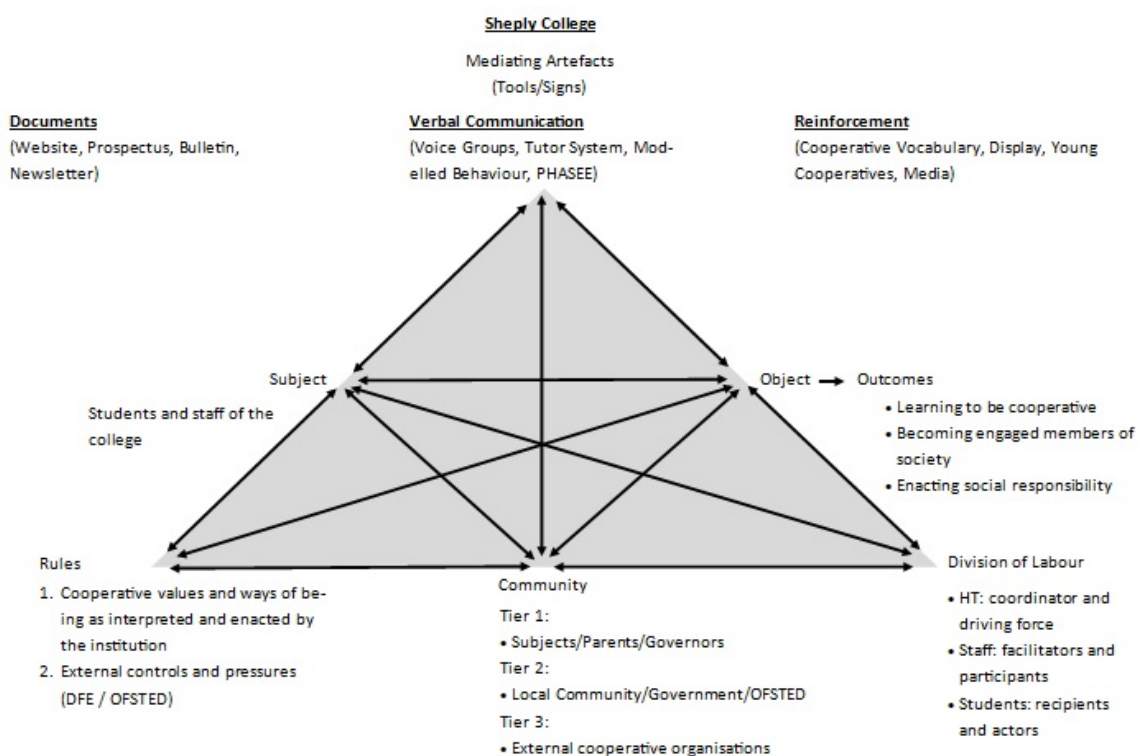 Sheply College
Mediating Artefacts
(Tools/Signs)
Documents
(Website, Prospectus, Bulletin,
Newsletter)
Verbal Communication
(Voice Groups, Tutor System, Mod-
elled Behaviour, PHASEE)
Reinforcement
(Cooperative Vocabulary, Display, Young
Cooperatives, Media)
Subject
Students and staff of the
college
Object
Outcomes
• Learning to be cooperative
• Becoming engaged members of
society
• Enacting social responsibility
Rules
1. Cooperative values and ways of be-
ing as interpreted and enacted by
the institution
2. External controls and pressures
(DFE / OFSTED)
Community
Tier 1:
• Subjects/Parents/Governors
Tier 2:
• Local Community/Government/OFSTED
Tier 3:
• External cooperative organisations
Division of Labour
• HT: coordinator and
driving force
• Staff: facilitators and
participants
• Students: recipients
and actors